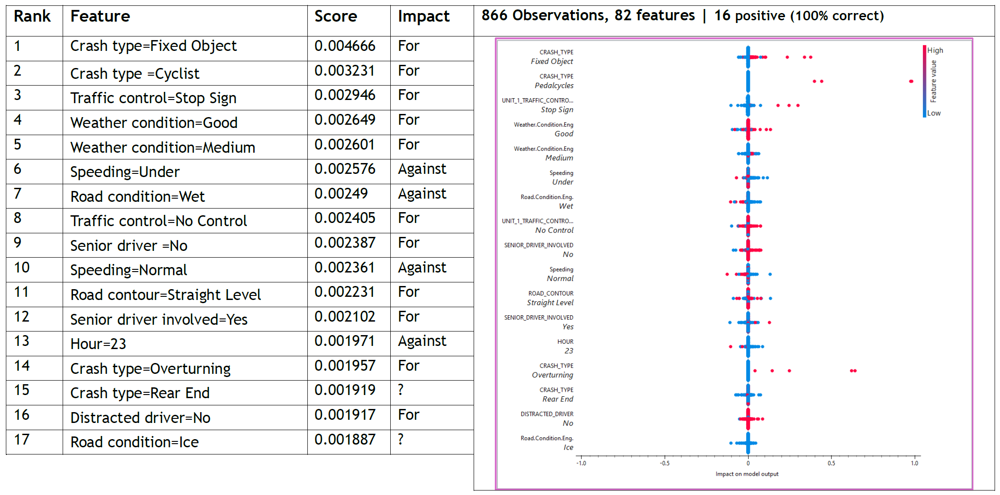 Rank Feature Score Impact 866 Observations, 82 features | 16 positive (100% correct)
1 Crash type=Fixed Object 0.004666 For
2 Crash type =Cyclist 0.003231 For
3 Traffic control=Stop Sign 0.002946 For
4 Weather condition=Good 0.002649 For
5 Weather condition=Medium 0.002601 For
6 Speeding=Under 0.002576 Against
7 Road condition=Wet 0.00249 Against
8 Traffic control=No Control 0.002405 For
9 Senior driver =No 0.002387 For
10 Speeding=Normal 0.002361 Against
11 Road contour=Straight Level 0.002231 For
12 Senior driver involved=Yes 0.002102 For
13 Hour=23 0.001971 Against
14 Crash type=Overturning 0.001957 For
15 Crash type=Rear End 0.001919 ?
16 Distracted driver=No 0.001917 For
17 Road condition=Ice 0.001887 ?
CRASH_TYPE
Fixed Object
CRASH_TYPE
Pedalcycles
UNIT_1_TRAFFIC_CONTRO...
Stop Sign
Weather.Condition.Eng
Good
Weather.Condition.Eng
Medium
Speeding
Under
Road.Condition.Eng.
Wet
UNIT_1_TRAFFIC_CONTRO...
No Control
SENIOR_DRIVER_INVOLVED
No
Speeding
Normal
ROAD_CONTOUR
Straight Level
SENIOR_DRIVER_INVOLVED
Yes
HOUR
23
CRASH_TYPE
Overturning
CRASH_TYPE
Rear End
DISTRACTED_DRIVER
No
Road.Condition.Eng.
Ice
High
Feature value
Low
-1.0 -0.5 0 0.5 1.0
Impact on model output